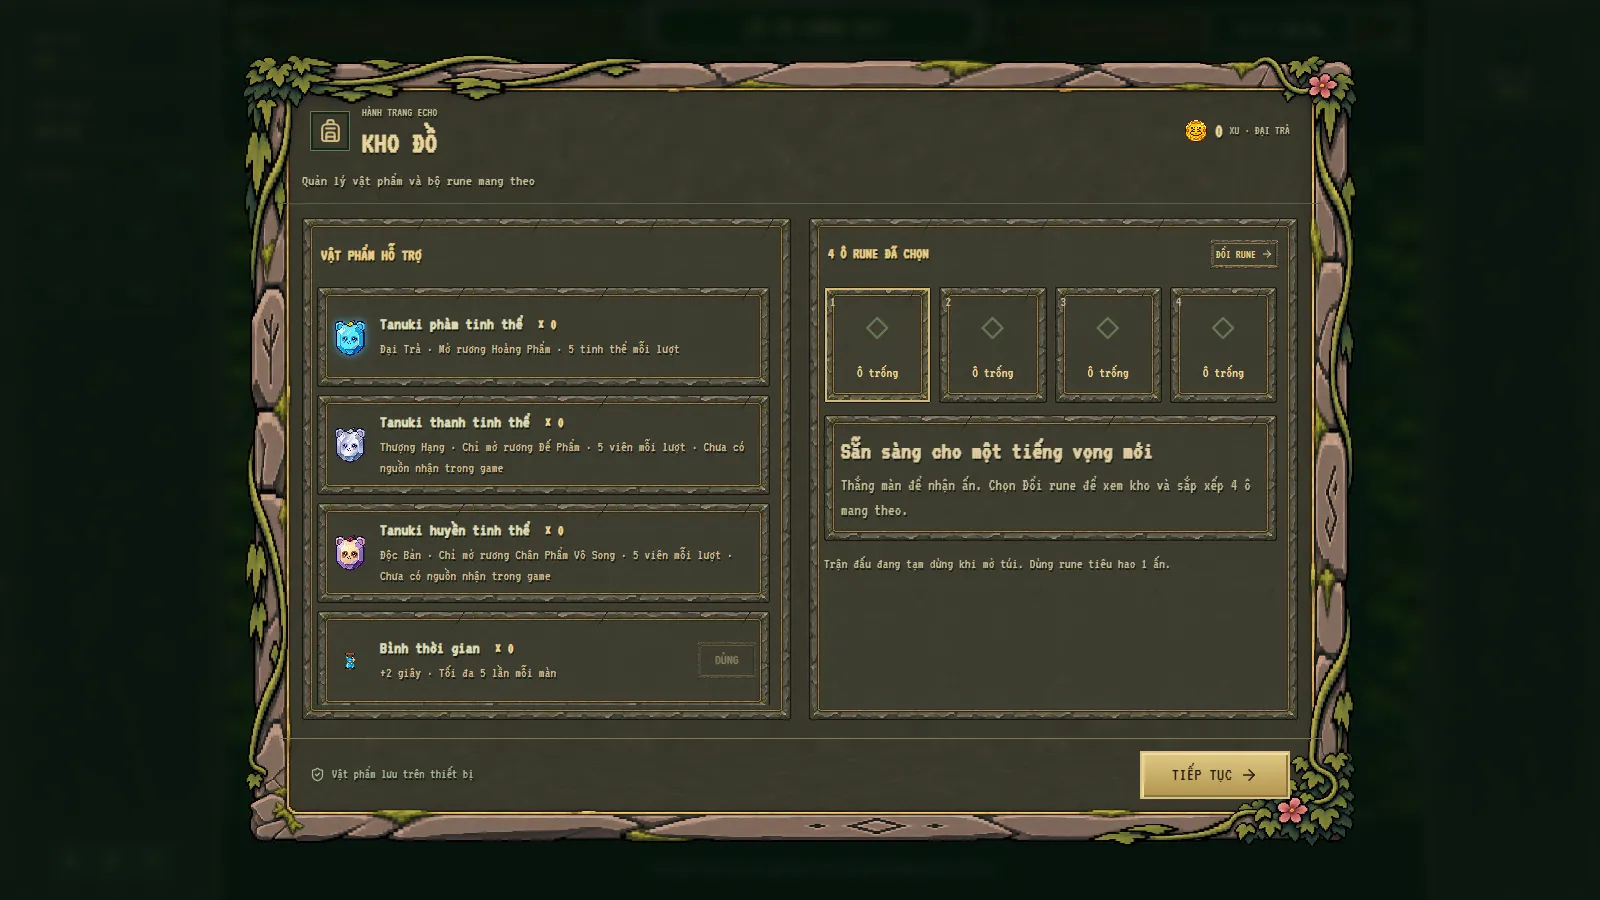 HÀNH TRANG ECHO
KHO ĐỒ
0 XU · ĐẠI TRÀ
Quản lý vật phẩm và bộ rune mang theo
VẬT PHẨM HỖ TRỢ
Tanuki phàm tinh thể x 0
Đại Trà · Mở rương Hoàng Phẩm · 5 tinh thể mỗi lượt
Tanuki thanh tinh thể x 0
Thượng Hạng · Chỉ mở rương Đế Phẩm · 5 viên mỗi lượt · Chưa có
nguồn nhận trong game
Tanuki huyền tinh thể x 0
Độc Bản · Chỉ mở rương Chân Phẩm Vô Song · 5 viên mỗi lượt ·
Chưa có nguồn nhận trong game
Bình thời gian x 0
+2 giây · Tối đa 5 lần mỗi màn
DÙNG
4 Ô RUNE ĐÃ CHỌN
ĐỔI RUNE →
1
Ô trống
2
Ô trống
3
Ô trống
4
Ô trống
Sẵn sàng cho một tiếng vọng mới
Thắng màn để nhận ấn. Chọn Đổi rune để xem kho và sắp xếp 4 ô
mang theo.
Trận đấu đang tạm dừng khi mở túi. Dùng rune tiêu hao 1 ấn.
Vật phẩm lưu trên thiết bị
TIẾP TỤC →